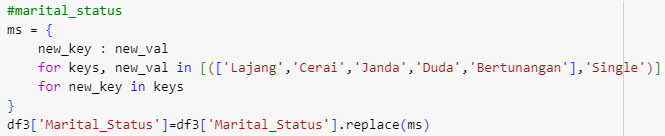 #marital_status
ms = {
    new_key : new_val
    for keys, new_val in [(['Lajang','Cerai','Janda','Duda','Bertunangan'],'Single')]
    for new_key in keys
}
df3['Marital_Status']=df3['Marital_Status'].replace(ms)